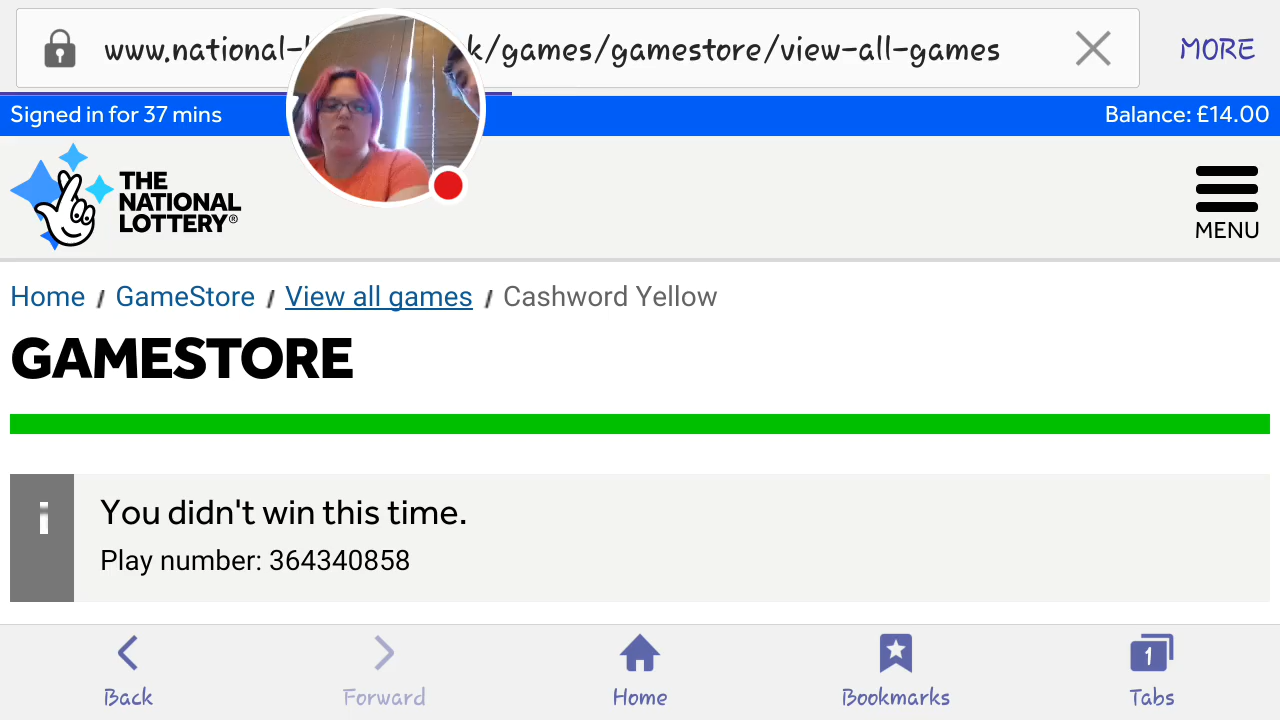 www.national-l k/games/gamestore/view-all-games
MORE
Signed in for 37 mins
Balance: £14.00
THE
NATIONAL
LOTTERY®
MENU
Home / GameStore / View all games / Cashword Yellow
GAMESTORE
i
You didn't win this time.
Play number: 364340858
Back
Forward
Home
Bookmarks
1
Tabs